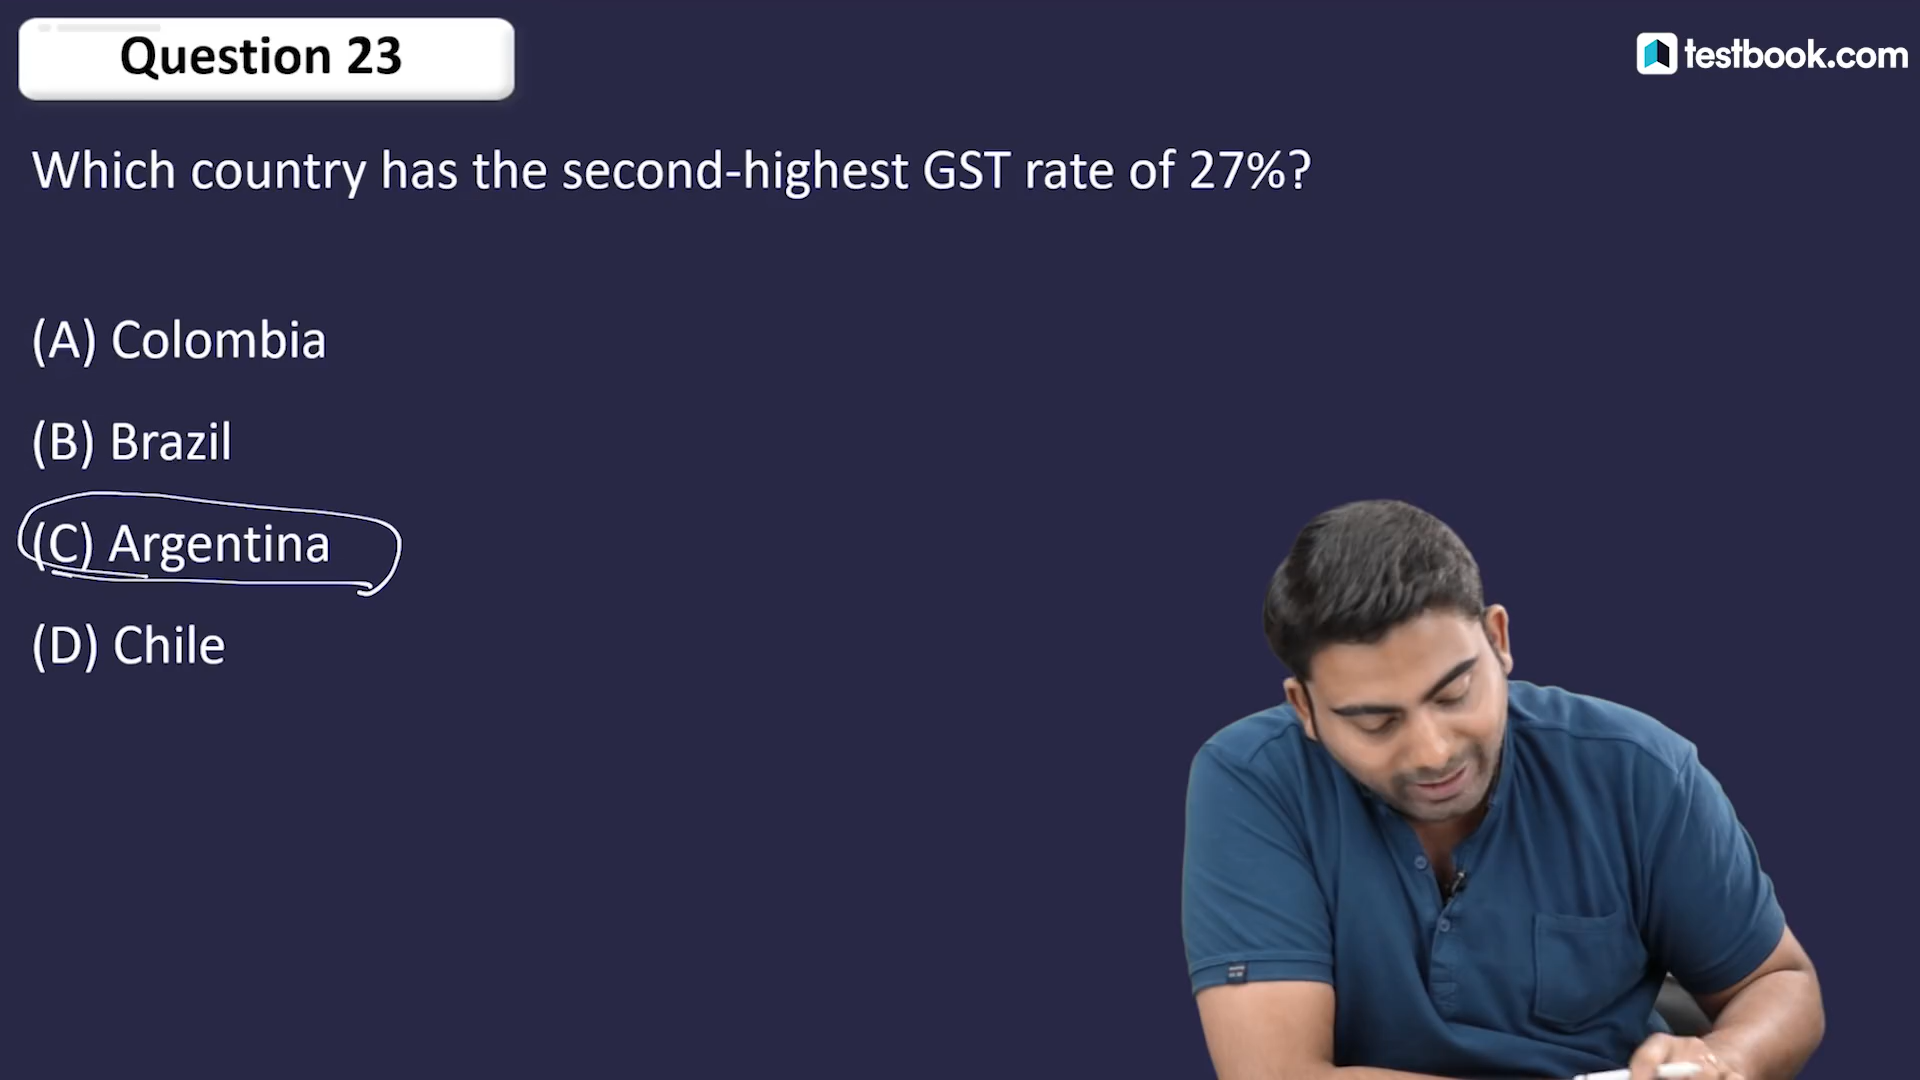 Question 23
testbook.com
Which country has the second-highest GST rate of 27%?
(A) Colombia
(B) Brazil
(C) Argentina
(D) Chile